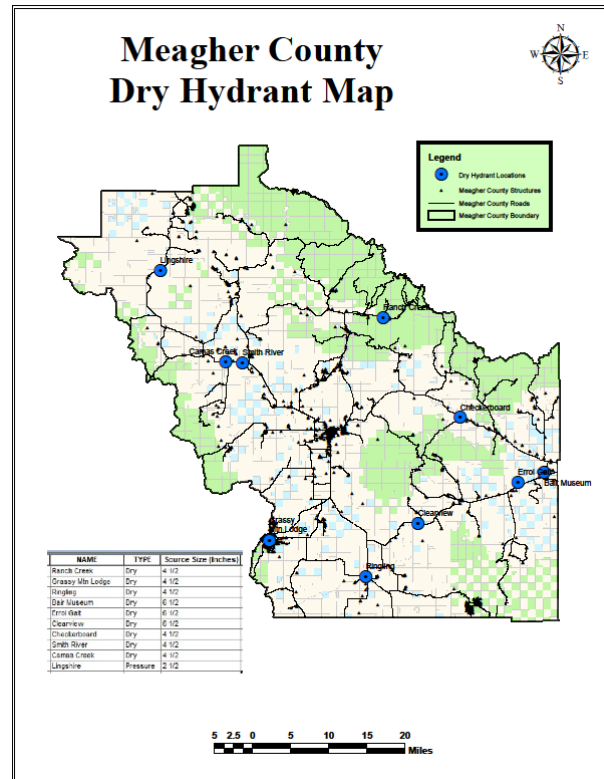 Meagher County
Dry Hydrant Map
N
W
E
S
Legend
Dry Hydrant Locations
Meagher County Structures
Meagher County Roads
Meagher County Boundary
Lingshire
Ranch Creek
Camas Creek
Smith River
Checkerboard
Errol Galt
Bair Museum
Clearview
Grassy
Mtn Lodge
Ringling
NAME TYPE Source Size (Inches)
Ranch Creek Dry 4 1/2
Grassy Mtn Lodge Dry 4 1/2
Ringling Dry 4 1/2
Bair Museum Dry 6 1/2
Errol Galt Dry 6 1/2
Clearview Dry 6 1/2
Checkerboard Dry 4 1/2
Smith River Dry 4 1/2
Camas Creek Dry 4 1/2
Lingshire Pressure 2 1/2
5 2.5 0 5 10 15 20
Miles